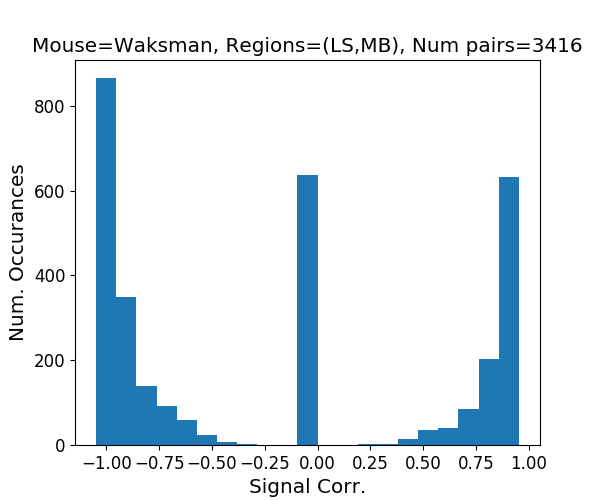 Mouse=Waksman, Regions=(LS,MB), Num pairs=3416
800
600
400
200
0
Num. Occurances
−1.00 −0.75 −0.50 −0.25 0.00 0.25 0.50 0.75 1.00
Signal Corr.